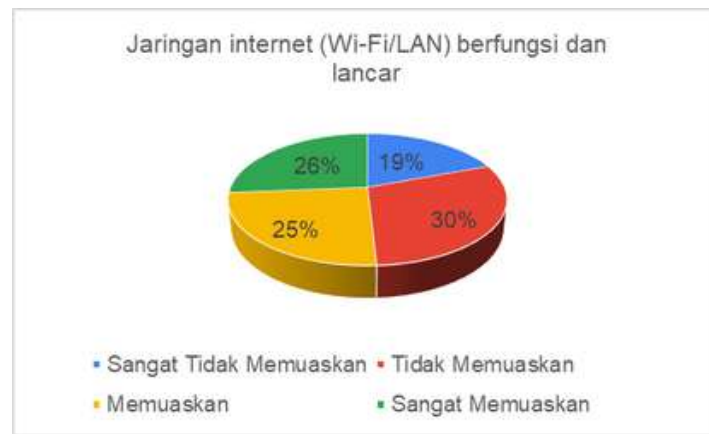 Jaringan internet (Wi-Fi/LAN) berfungsi dan
lancar
26%
19%
25%
30%
Sangat Tidak Memuaskan
Tidak Memuaskan
Memuaskan
Sangat Memuaskan